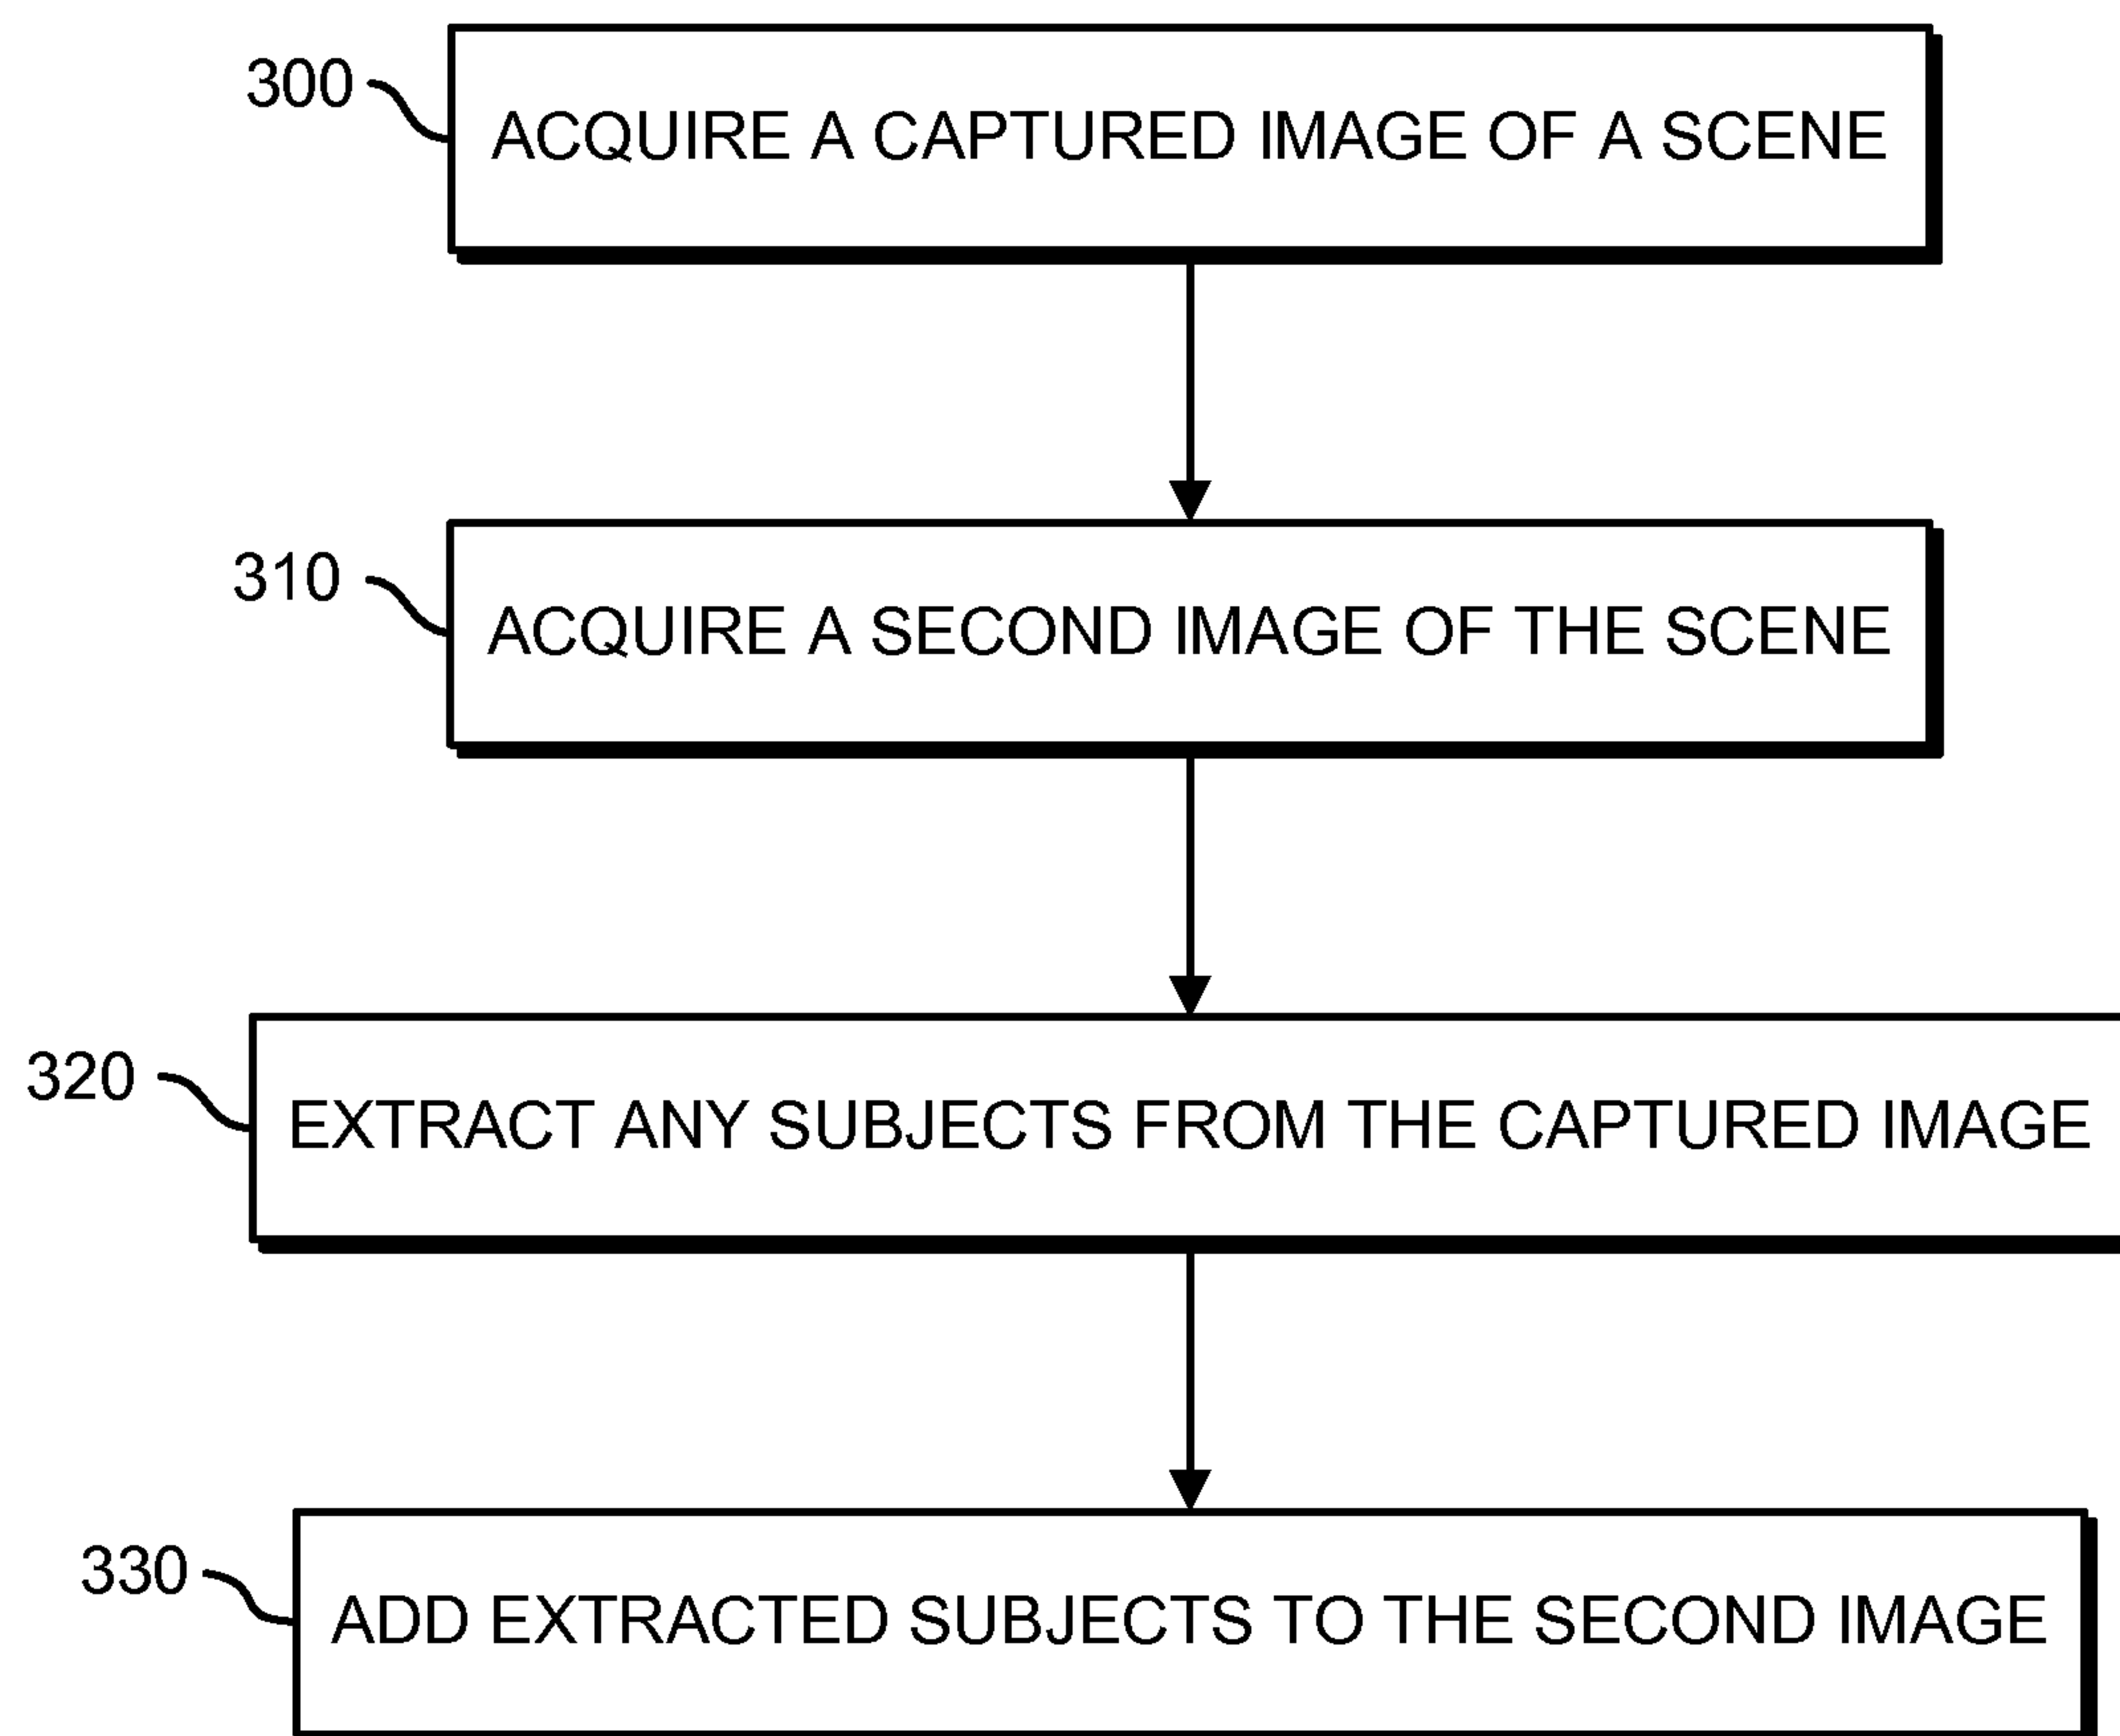 300
ACQUIRE A CAPTURED IMAGE OF A SCENE
310
ACQUIRE A SECOND IMAGE OF THE SCENE
320
EXTRACT ANY SUBJECTS FROM THE CAPTURED IMAGE
330
ADD EXTRACTED SUBJECTS TO THE SECOND IMAGE